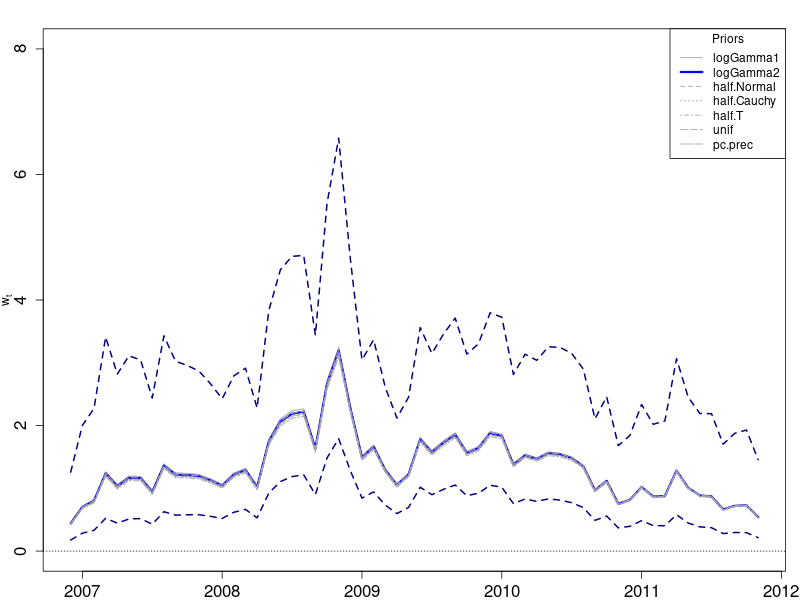 8
6
4
2
0
w_t
2007 2008 2009 2010 2011 2012
Priors
logGamma1
logGamma2
half.Normal
half.Cauchy
half.T
unif
pc.prec